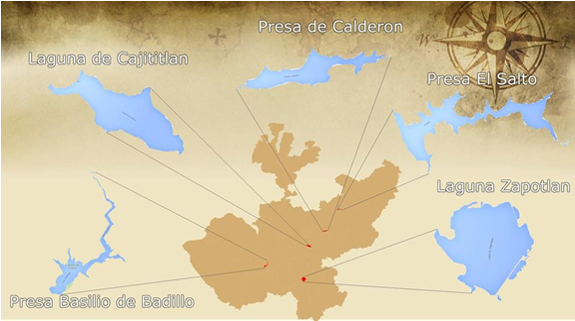 Presa de Calderon
Laguna de Cajititlan
Presa El Salto
Laguna Zapotlan
Presa Basilio de Badillo